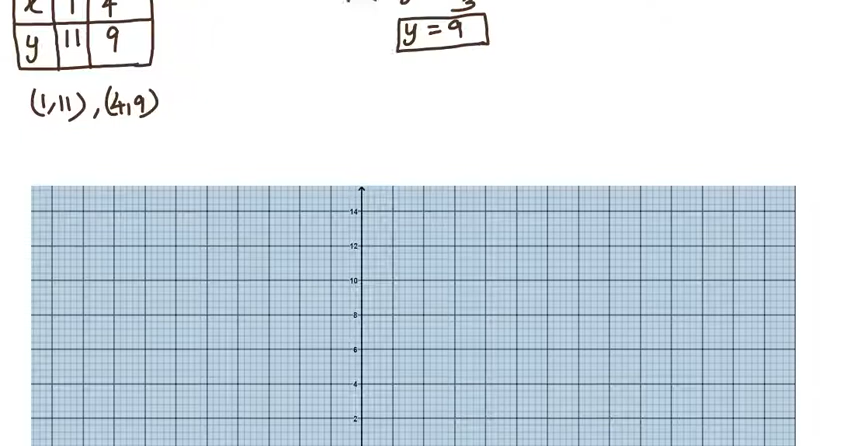 x 1 4
y 11 9
y = 9
(1,11), (4,9)
14
12
10
8
6
4
2